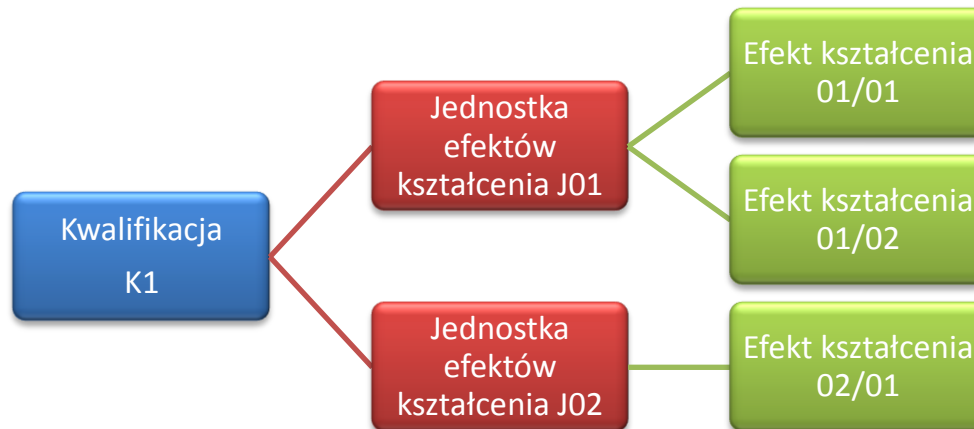 Kwalifikacja
K1
Jednostka
efektów
kształcenia J01
Jednostka
efektów
kształcenia J02
Efekt kształcenia
01/01
Efekt kształcenia
01/02
Efekt kształcenia
02/01